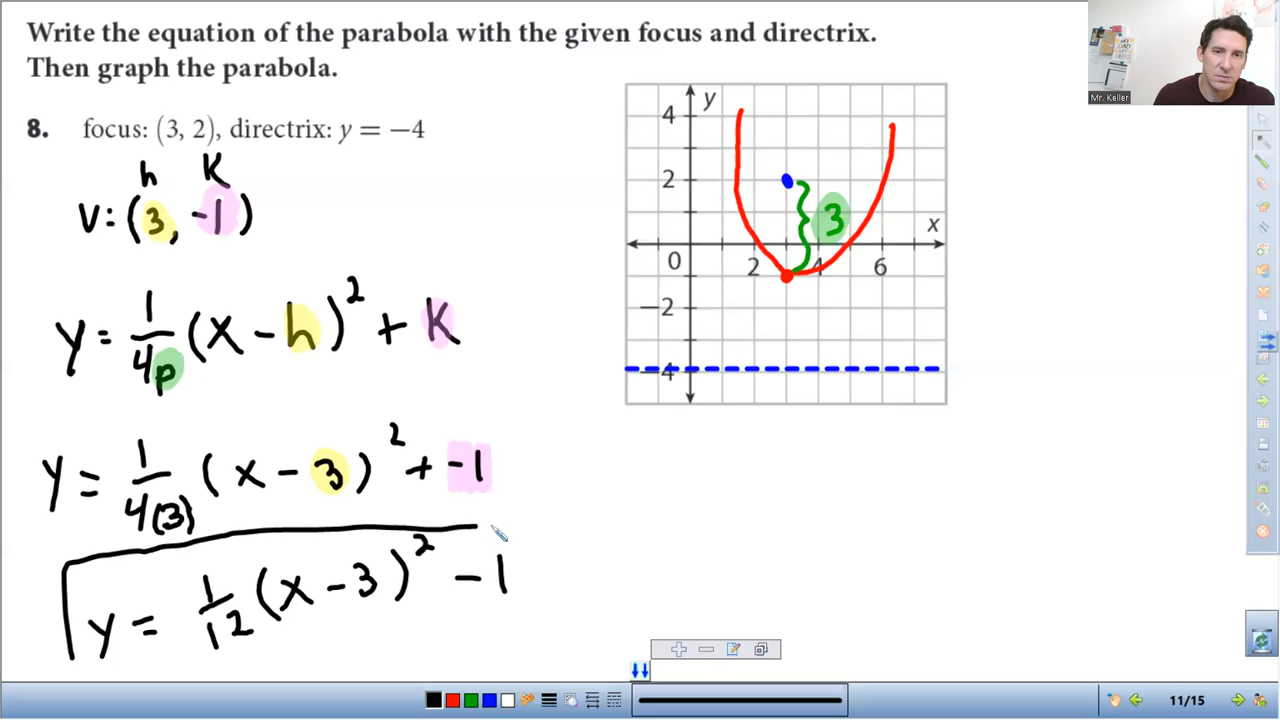 Write the equation of the parabola with the given focus and directrix.
Then graph the parabola.
8. focus: (3, 2), directrix: y = −4
h K
V: (3, -1)
y = 1/4p (x - h)² + K
y = 1/4(3) (x - 3)² + -1
y = 1/12 (x - 3)² - 1
4 y
2
3
x
0 2 4 6
−2
−4
Mr. Keller
11/15